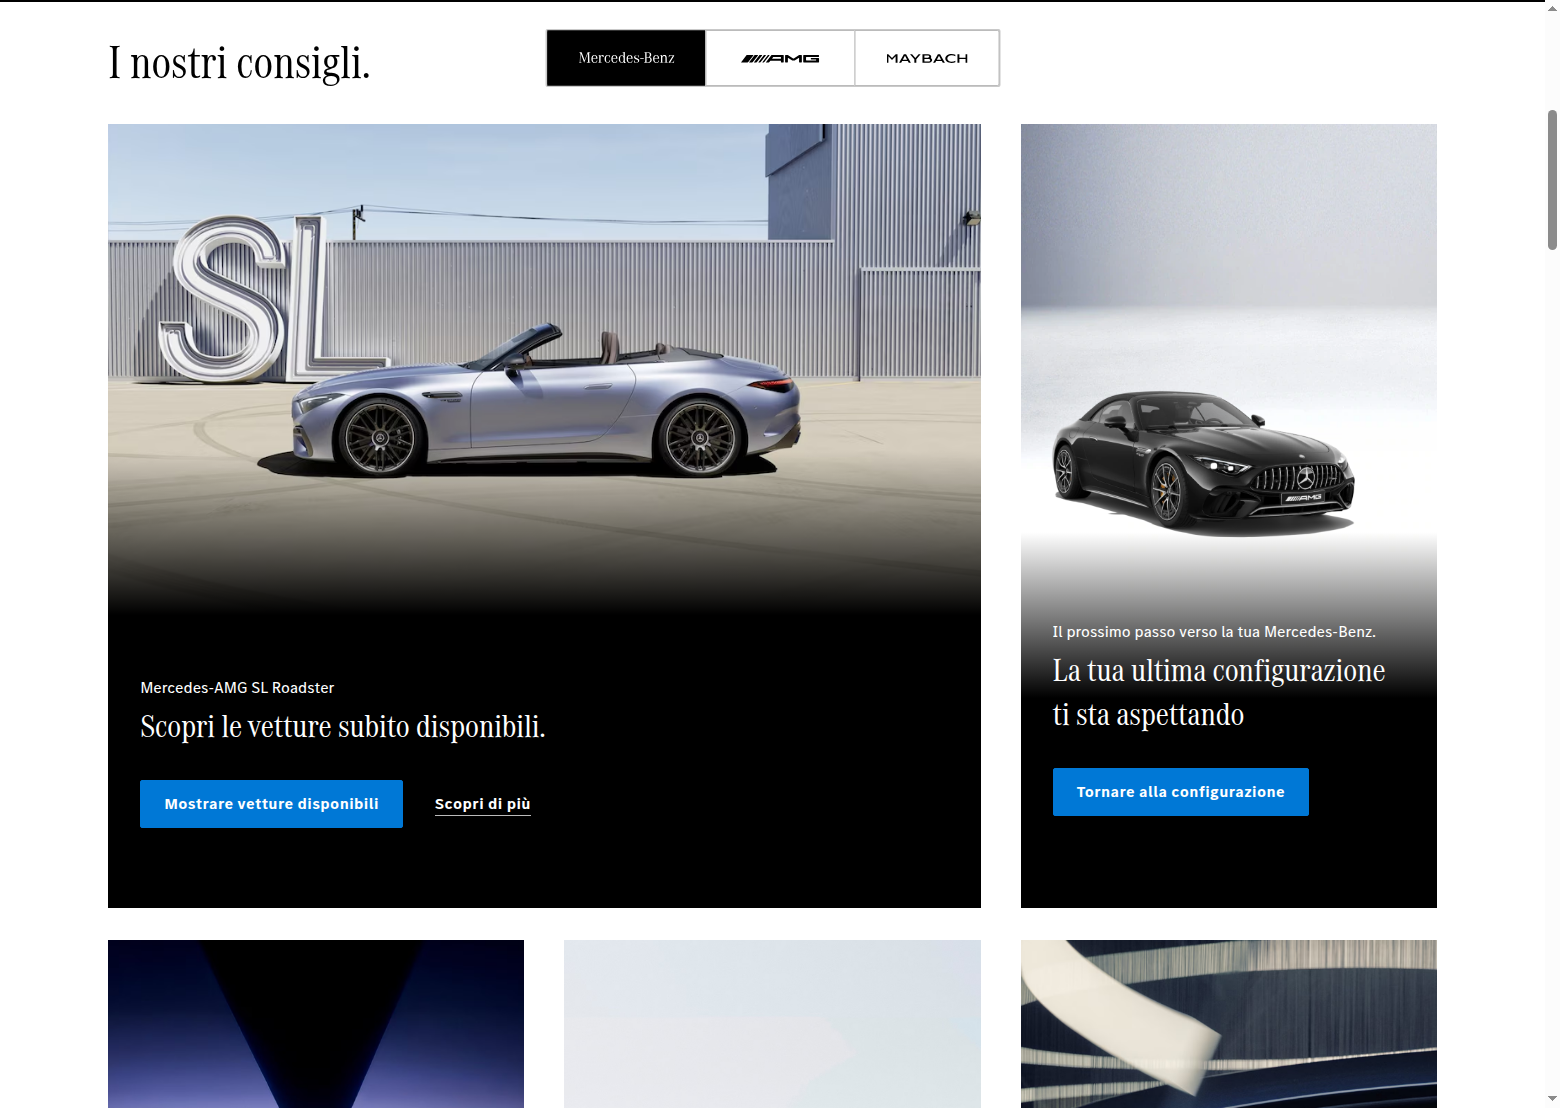 I nostri consigli.
Mercedes-Benz
AMG
MAYBACH
SL
AMG
Mercedes-AMG SL Roadster
Scopri le vetture subito disponibili.
Mostrare vetture disponibili
Scopri di più
Il prossimo passo verso la tua Mercedes-Benz.
La tua ultima configurazione
ti sta aspettando
Tornare alla configurazione